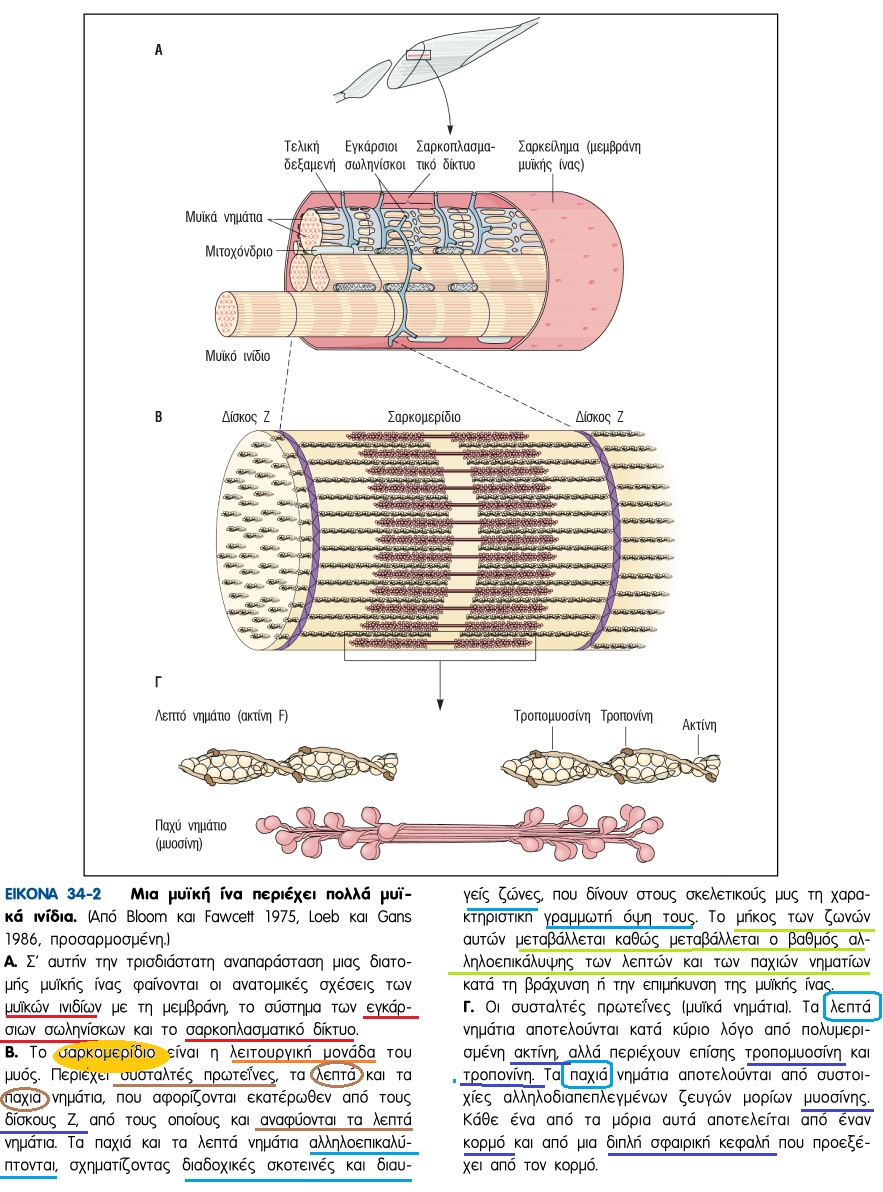 Α
Τελική
δεξαμενή
Εγκάρσιοι
σωληνίσκοι
Σαρκοπλασμα-
τικό δίκτυο
Σαρκείλημα (μεμβράνη
μυϊκής ίνας)
Μυϊκά νημάτια
Μιτοχόνδριο
Μυϊκό ινίδιο
Β
Δίσκος Ζ
Σαρκομερίδιο
Δίσκος Ζ
Γ
Λεπτό νημάτιο (ακτίνη F)
Τροπομυοσίνη Τροπονίνη
Ακτίνη
Παχύ νημάτιο
(μυοσίνη)
ΕΙΚΟΝΑ 34-2 Μια μυϊκή ίνα περιέχει πολλά μυϊ-
κά ινίδια. (Από Bloom και Fawcett 1975, Loeb και Gans
1986, προσαρμοσμένη.)
Α. Σ' αυτήν την τρισδιάστατη αναπαράσταση μιας διατο-
μής μυϊκής ίνας φαίνονται οι ανατομικές σχέσεις των
μυϊκών ινιδίων με τη μεμβράνη, το σύστημα των εγκάρ-
σιων σωληνίσκων και το σαρκοπλασματικό δίκτυο.
Β. Το σαρκομερίδιο είναι η λειτουργική μονάδα του
μυός. Περιέχει συσταλτές πρωτεΐνες, τα λεπτά και τα
παχιά νημάτια, που αφορίζονται εκατέρωθεν από τους
δίσκους Ζ, από τους οποίους και αναφύονται τα λεπτά
νημάτια. Τα παχιά και τα λεπτά νημάτια αλληλοεπικαλύ-
πτονται, σχηματίζοντας διαδοχικές σκοτεινές και διαυ-
γείς ζώνες, που δίνουν στους σκελετικούς μυς τη χαρα-
κτηριστική γραμμωτή όψη τους. Το μήκος των ζωνών
αυτών μεταβάλλεται καθώς μεταβάλλεται ο βαθμός αλ-
ληλοεπικάλυψης των λεπτών και των παχιών νηματίων
κατά τη βράχυνση ή την επιμήκυνση της μυϊκής ίνας.
Γ. Οι συσταλτές πρωτεΐνες (μυϊκά νημάτια). Τα λεπτά
νημάτια αποτελούνται κατά κύριο λόγο από πολυμερι-
σμένη ακτίνη, αλλά περιέχουν επίσης τροπομυοσίνη και
τροπονίνη. Τα παχιά νημάτια αποτελούνται από συστοι-
χίες αλληλοδιαπεπλεγμένων ζευγών μορίων μυοσίνης.
Κάθε ένα από τα μόρια αυτά αποτελείται από έναν
κορμό και από μια διπλή σφαιρική κεφαλή που προεξέ-
χει από τον κορμό.